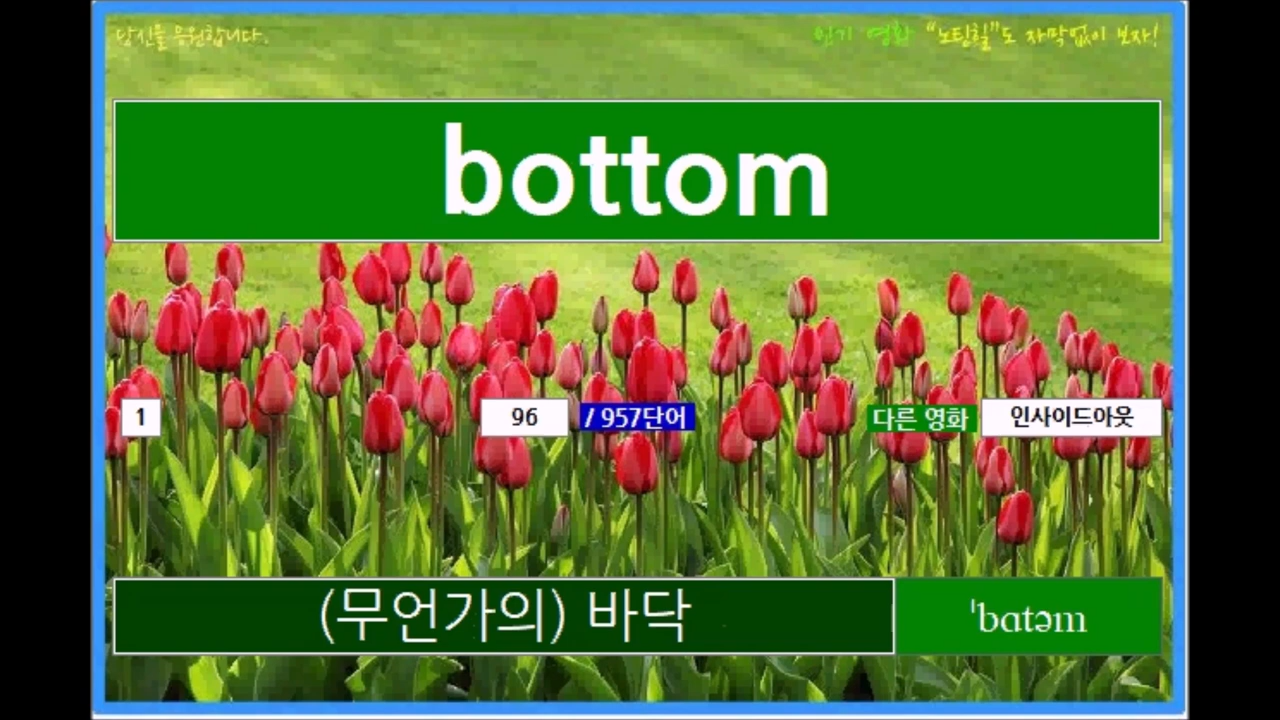 당신을 응원합니다.
인기 영화 “노팅힐”도 자막없이 보자!
bottom
1
96 / 957단어
다른 영화 인사이드아웃
(무언가의) 바닥
ˈbɑtəm